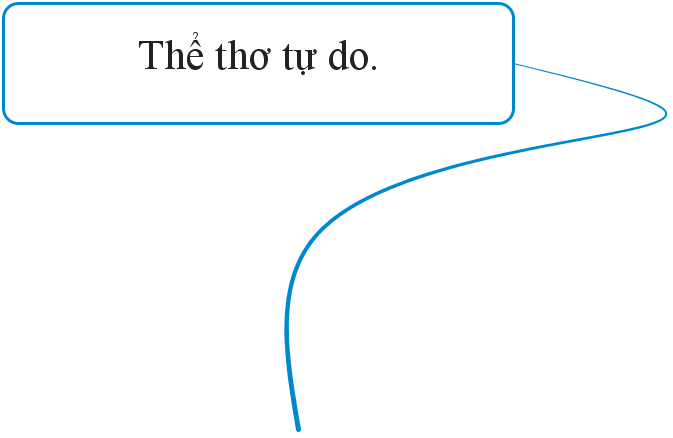 Thể thơ tự do.